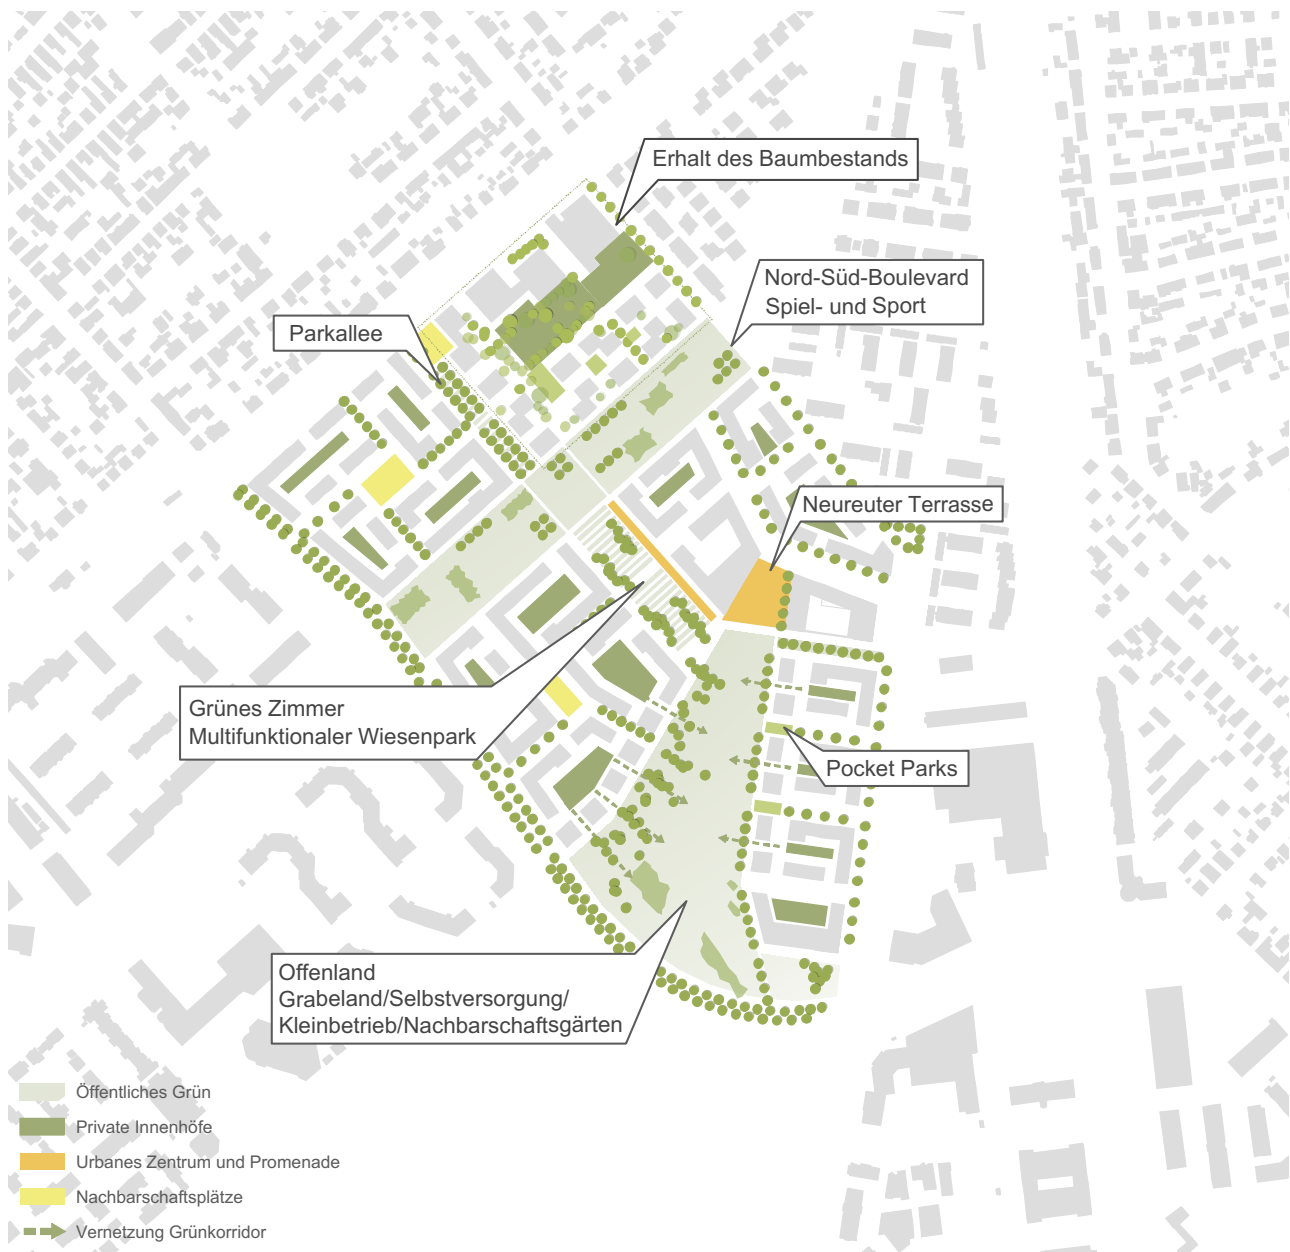 Erhalt des Baumbestands
Nord-Süd-Boulevard
Spiel- und Sport
Parkallee
Neureuter Terrasse
Grünes Zimmer
Multifunktionaler Wiesenpark
Pocket Parks
Offenland
Grabeland/Selbstversorgung/
Kleinbetrieb/Nachbarschaftsgärten
Öffentliches Grün
Private Innenhöfe
Urbanes Zentrum und Promenade
Nachbarschaftsplätze
Vernetzung Grünkorridor